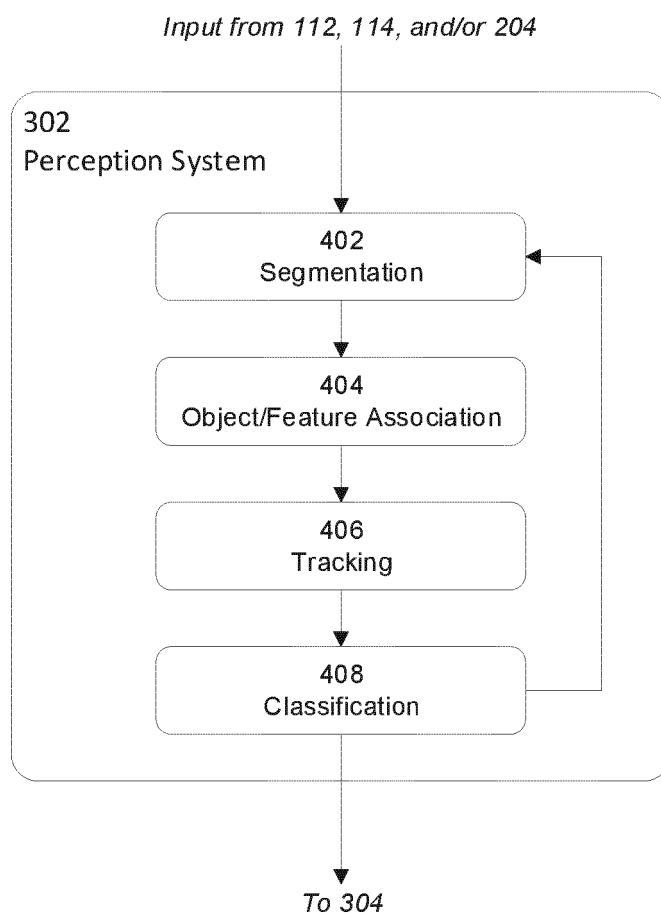 Input from 112, 114, and/or 204
302
Perception System
402
Segmentation
404
Object/Feature Association
406
Tracking
408
Classification
To 304